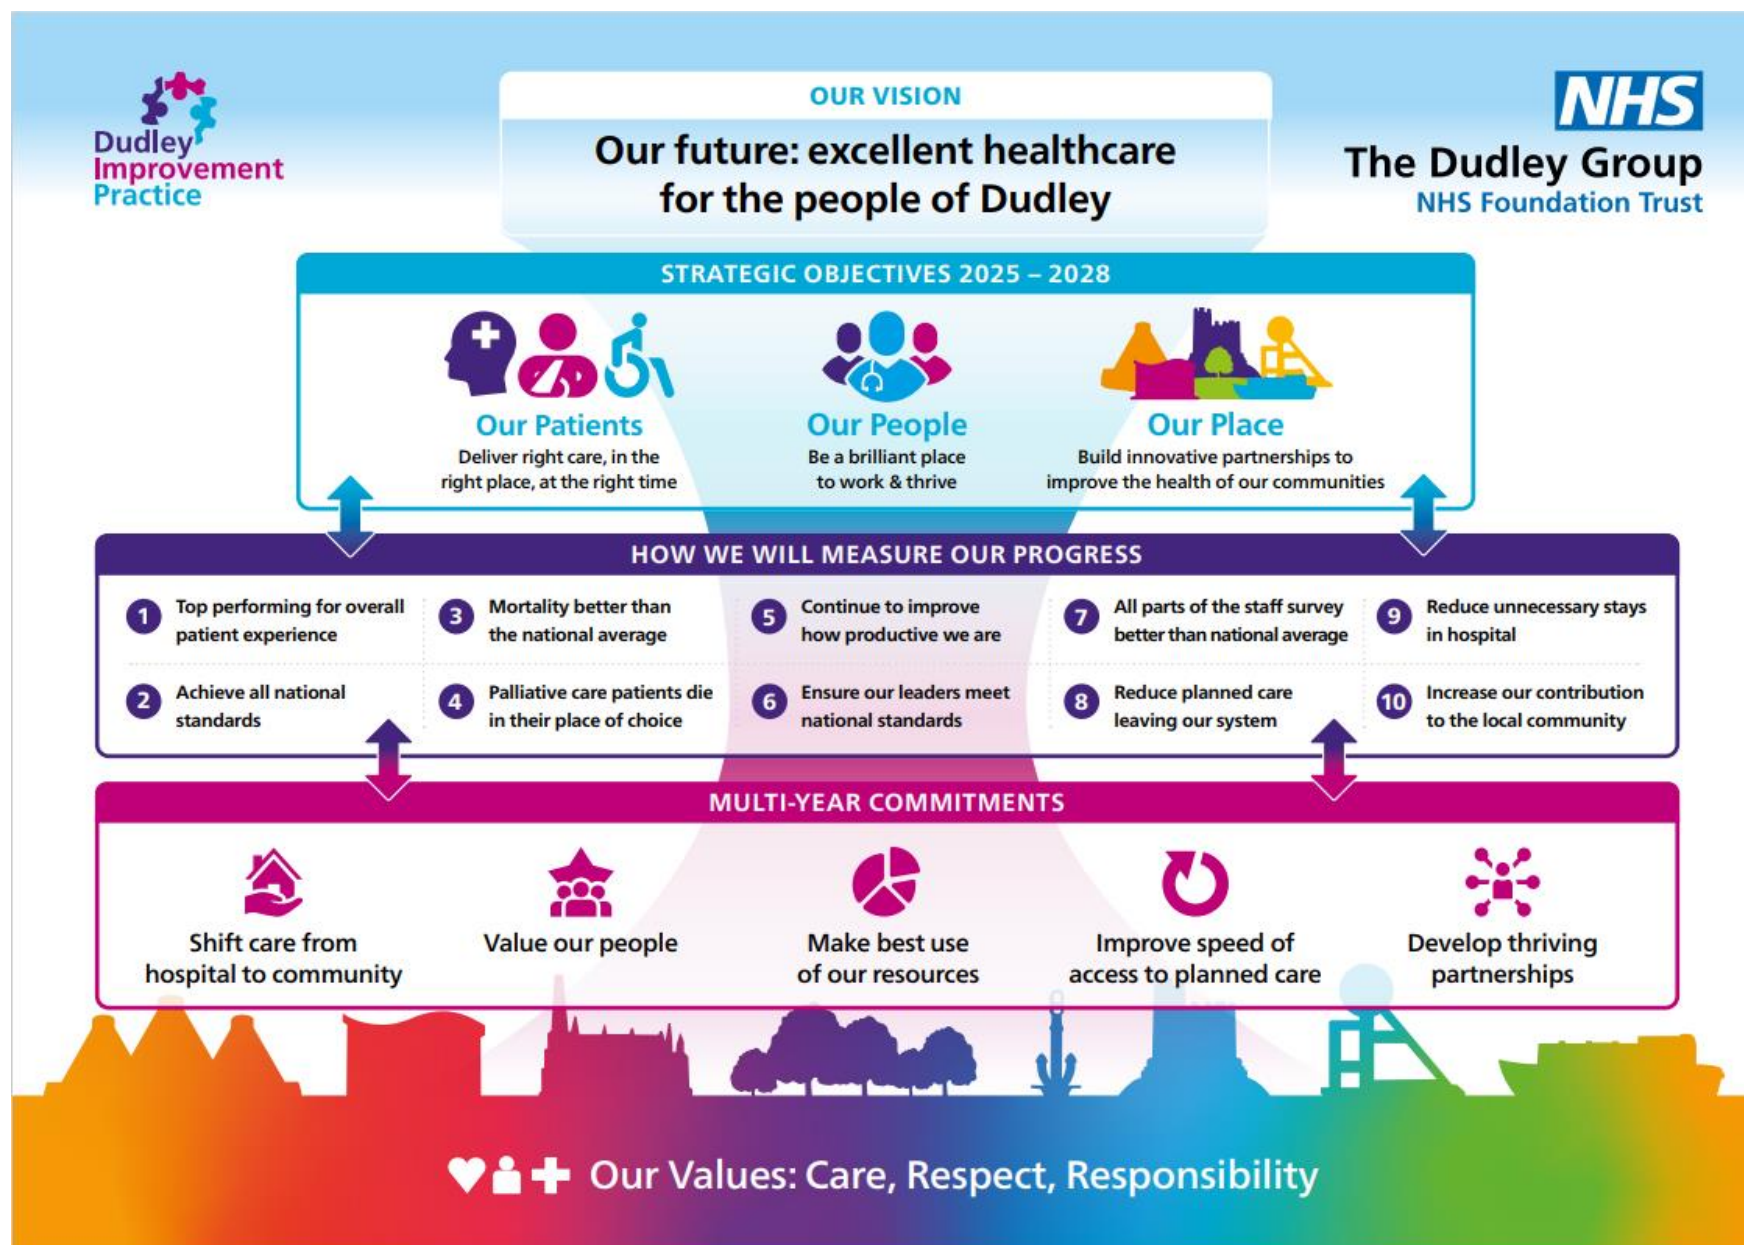 Dudley
Improvement
Practice
OUR VISION
Our future: excellent healthcare
for the people of Dudley
NHS
The Dudley Group
NHS Foundation Trust
STRATEGIC OBJECTIVES 2025 – 2028
Our Patients
Deliver right care, in the
right place, at the right time
Our People
Be a brilliant place
to work & thrive
Our Place
Build innovative partnerships to
improve the health of our communities
HOW WE WILL MEASURE OUR PROGRESS
1 Top performing for overall
patient experience
2 Achieve all national
standards
3 Mortality better than
the national average
4 Palliative care patients die
in their place of choice
5 Continue to improve
how productive we are
6 Ensure our leaders meet
national standards
7 All parts of the staff survey
better than national average
8 Reduce planned care
leaving our system
9 Reduce unnecessary stays
in hospital
10 Increase our contribution
to the local community
MULTI-YEAR COMMITMENTS
Shift care from
hospital to community
Value our people
Make best use
of our resources
Improve speed of
access to planned care
Develop thriving
partnerships
Our Values: Care, Respect, Responsibility